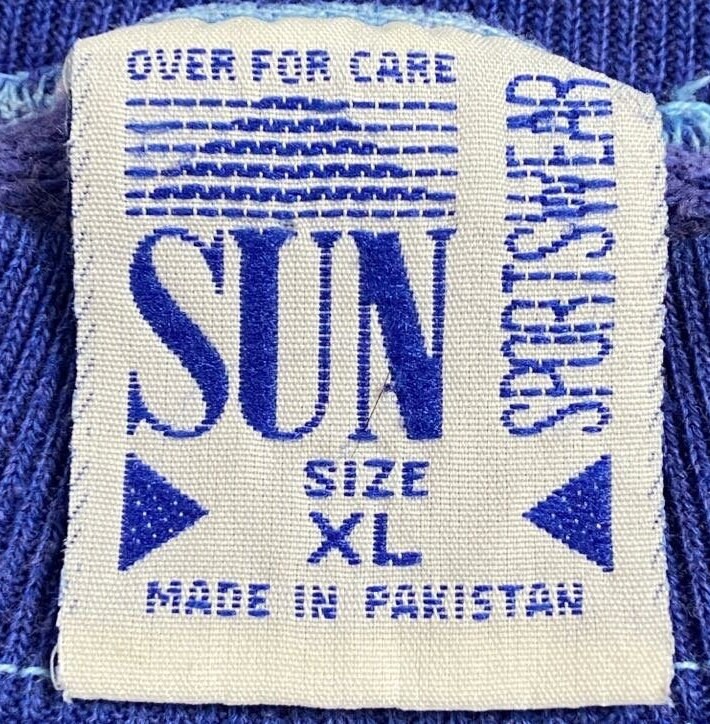 OVER FOR CARE
SUN
SPORTSWEAR
SIZE
XL
MADE IN PAKISTAN